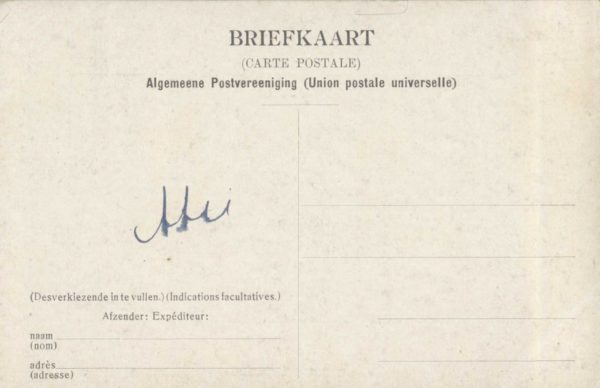 BRIEFKAART
(CARTE POSTALE)
Algemeene Postvereeniging (Union postale universelle)
(Desverkiezende in te vullen.) (Indications facultatives.)
Afzender: Expéditeur:
naam
(nom)
adrès
(adresse)